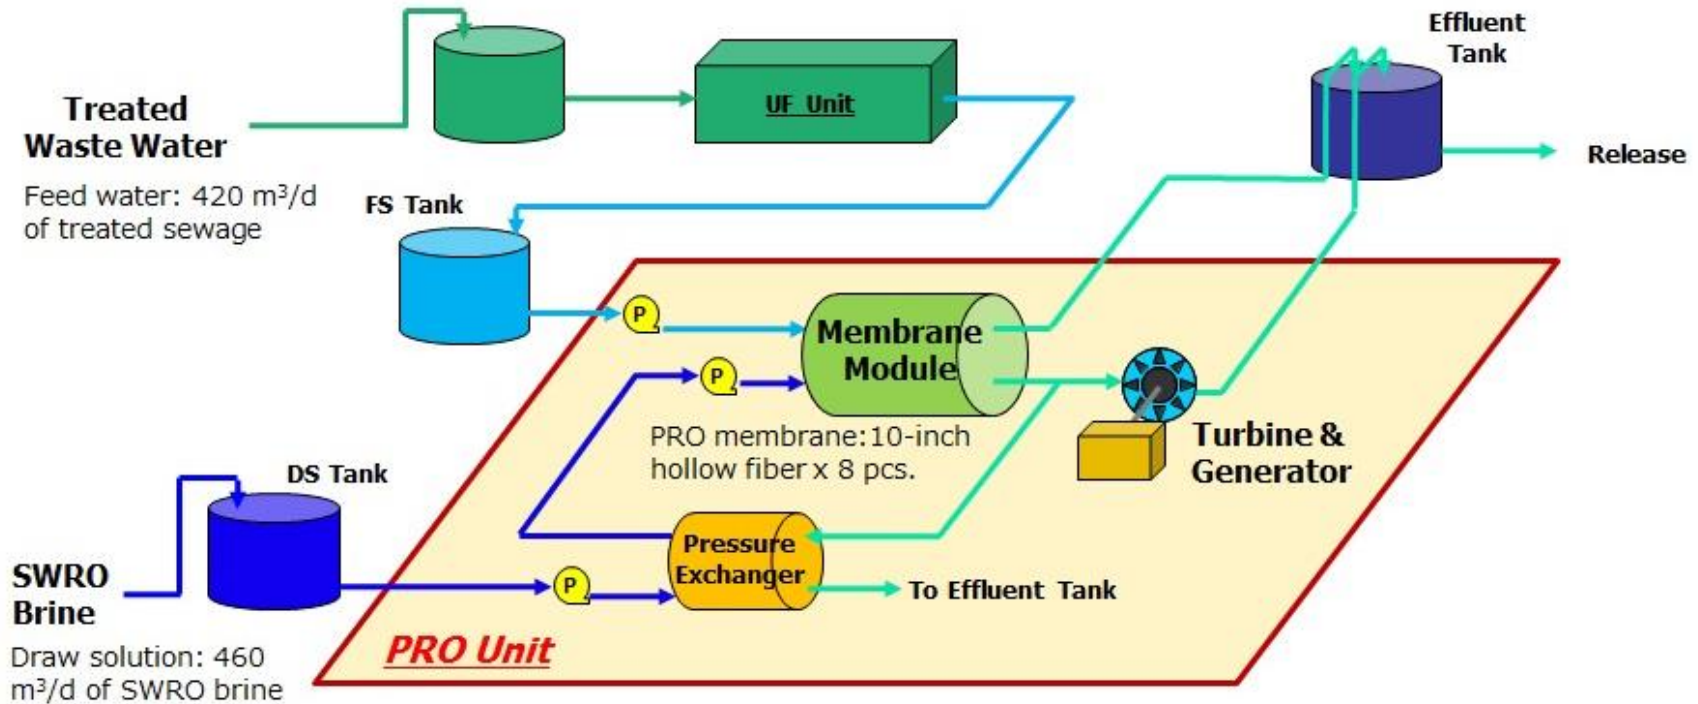 Effluent
Tank
UF Unit
Treated
Waste Water
Feed water: 420 m³/d
of treated sewage
Release
FS Tank
P
Membrane
Module
P
PRO membrane:10-inch
hollow fiber x 8 pcs.
Turbine &
Generator
DS Tank
Pressure
Exchanger
P
To Effluent Tank
SWRO
Brine
Draw solution: 460
m³/d of SWRO brine
PRO Unit